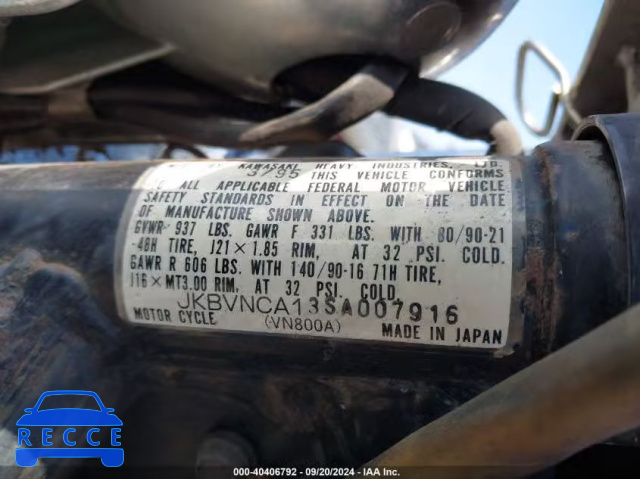 BY KAWASAKI HEAVY INDUSTRIES, LTD.
3/95 THIS VEHICLE CONFORMS
TO ALL APPLICABLE FEDERAL MOTOR VEHICLE
SAFETY STANDARDS IN EFFECT ON THE DATE
OF MANUFACTURE SHOWN ABOVE.
GVWR 937 LBS. GAWR F 331 LBS. WITH 80/90-21
-48H TIRE, J21 × 1.85 RIM, AT 32 PSI. COLD.
GAWR R 606 LBS. WITH 140/90-16 71H TIRE,
J16 × MT3.00 RIM, AT 32 PSI. COLD.
JKBVNCA13SA007916
MOTOR CYCLE (VN800A) MADE IN JAPAN
RECCE
000-40406792 - 09/20/2024 - IAA Inc.